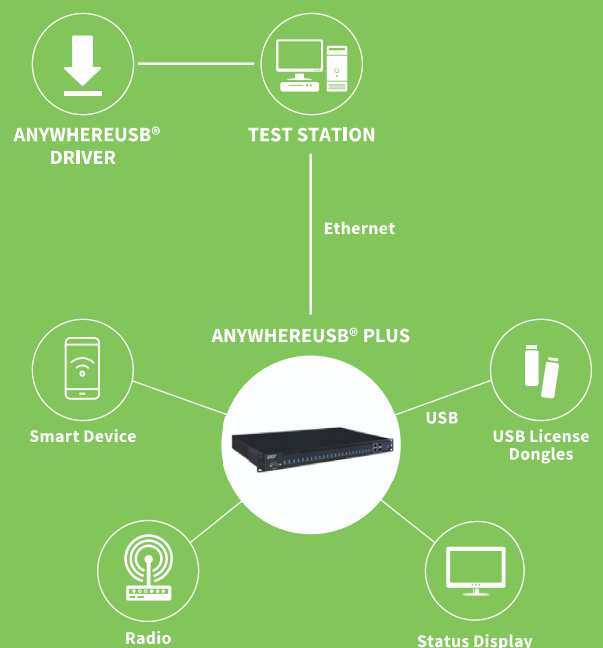 ANYWHEREUSB®
DRIVER
TEST STATION
Ethernet
ANYWHEREUSB® PLUS
Smart Device
USB
USB License
Dongles
Radio
Status Display